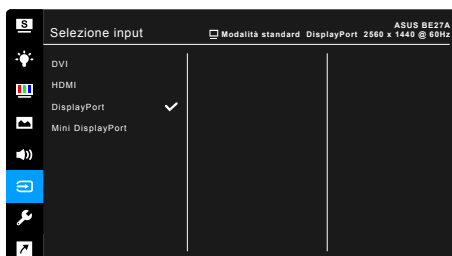 S
ASUS BE27A
Selezione input
Modalità standard DisplayPort 2560 x 1440 @ 60Hz
DVI
HDMI
DisplayPort
Mini DisplayPort